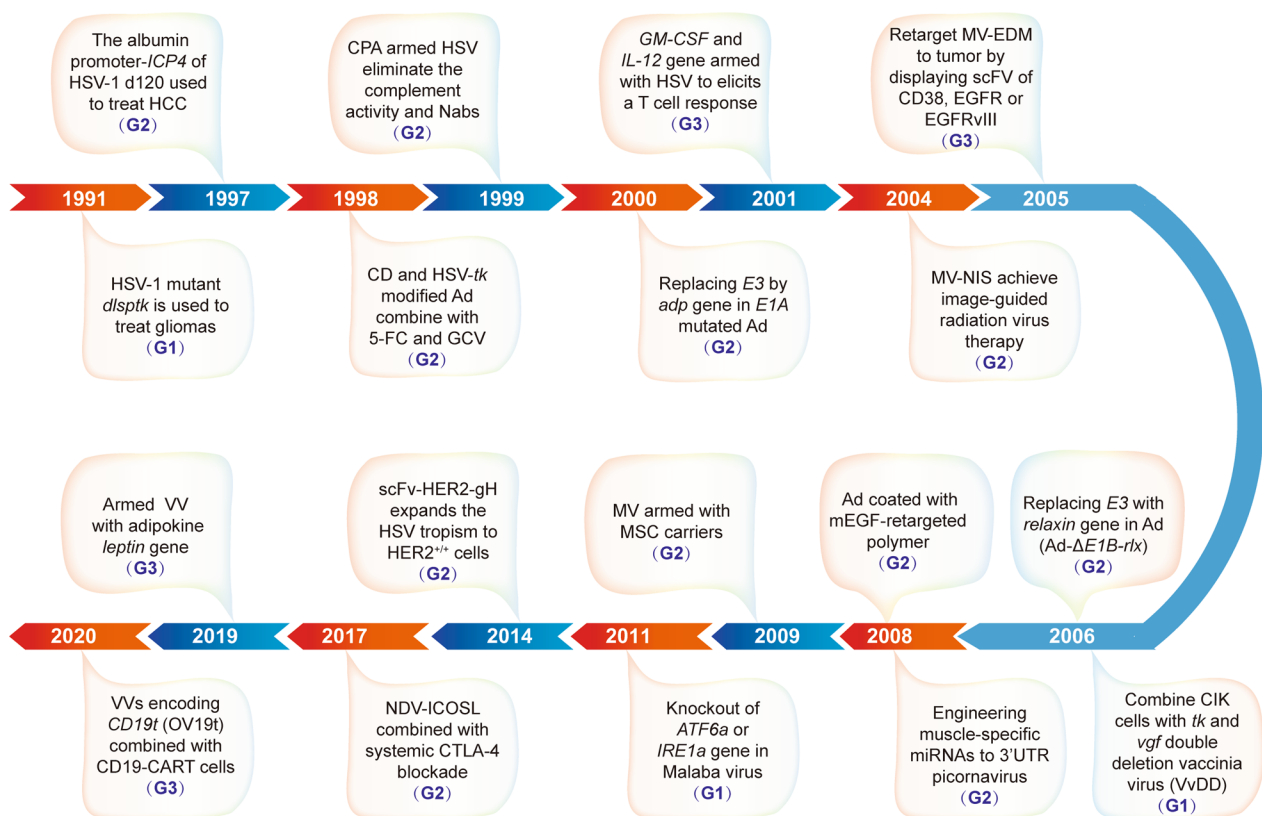 The albumin
promoter-ICP4 of
HSV-1 d120 used
to treat HCC
(G2)
CPA armed HSV
eliminate the
complement
activity and Nabs
(G2)
GM-CSF and
IL-12 gene armed
with HSV to elicits
a T cell response
(G3)
Retarget MV-EDM
to tumor by
displaying scFV of
CD38, EGFR or
EGFRvIII
(G3)
1991
1997
1998
1999
2000
2001
2004
2005
HSV-1 mutant
dlsptk is used to
treat gliomas
(G1)
CD and HSV-tk
modified Ad
combine with
5-FC and GCV
(G2)
Replacing E3 by
adp gene in E1A
mutated Ad
(G2)
MV-NIS achieve
image-guided
radiation virus
therapy
(G2)
Armed VV
with adipokine
leptin gene
(G3)
scFv-HER2-gH
expands the
HSV tropism to
HER2+/+ cells
(G2)
MV armed with
MSC carriers
(G2)
Ad coated with
mEGF-retargeted
polymer
(G2)
Replacing E3 with
relaxin gene in Ad
(Ad-ΔE1B-rlx)
(G2)
2020
2019
2017
2014
2011
2009
2008
2006
VVs encoding
CD19t (OV19t)
combined with
CD19-CART cells
(G3)
NDV-ICOSL
combined with
systemic CTLA-4
blockade
(G2)
Knockout of
ATF6a or
IRE1a gene in
Malaba virus
(G1)
Engineering
muscle-specific
miRNAs to 3'UTR
picornavirus
(G2)
Combine CIK
cells with tk and
vgf double
deletion vaccinia
virus (VvDD)
(G1)